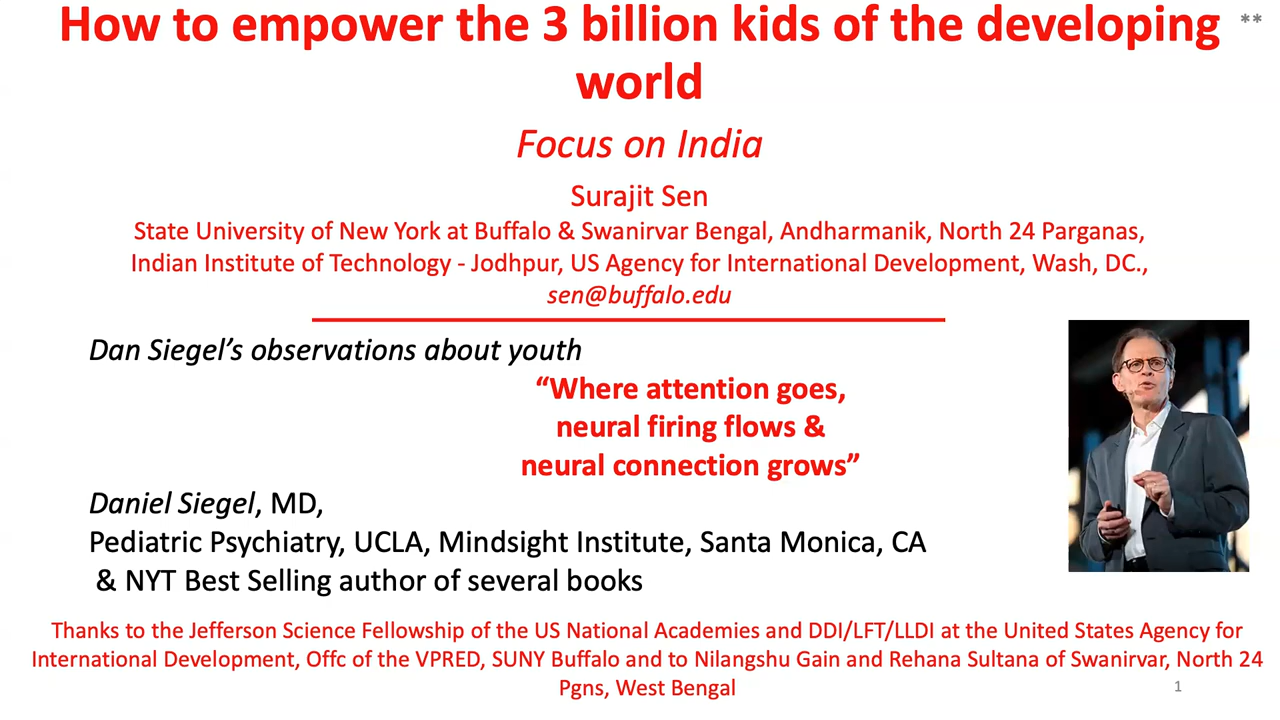 How to empower the 3 billion kids of the developing **
world
Focus on India
Surajit Sen
State University of New York at Buffalo & Swanirvar Bengal, Andharmanik, North 24 Parganas,
Indian Institute of Technology - Jodhpur, US Agency for International Development, Wash, DC.,
sen@buffalo.edu
Dan Siegel’s observations about youth
“Where attention goes,
neural firing flows &
neural connection grows”
Daniel Siegel, MD,
Pediatric Psychiatry, UCLA, Mindsight Institute, Santa Monica, CA
& NYT Best Selling author of several books
Thanks to the Jefferson Science Fellowship of the US National Academies and DDI/LFT/LLDI at the United States Agency for
International Development, Offc of the VPRED, SUNY Buffalo and to Nilangshu Gain and Rehana Sultana of Swanirvar, North 24
Pgns, West Bengal
1